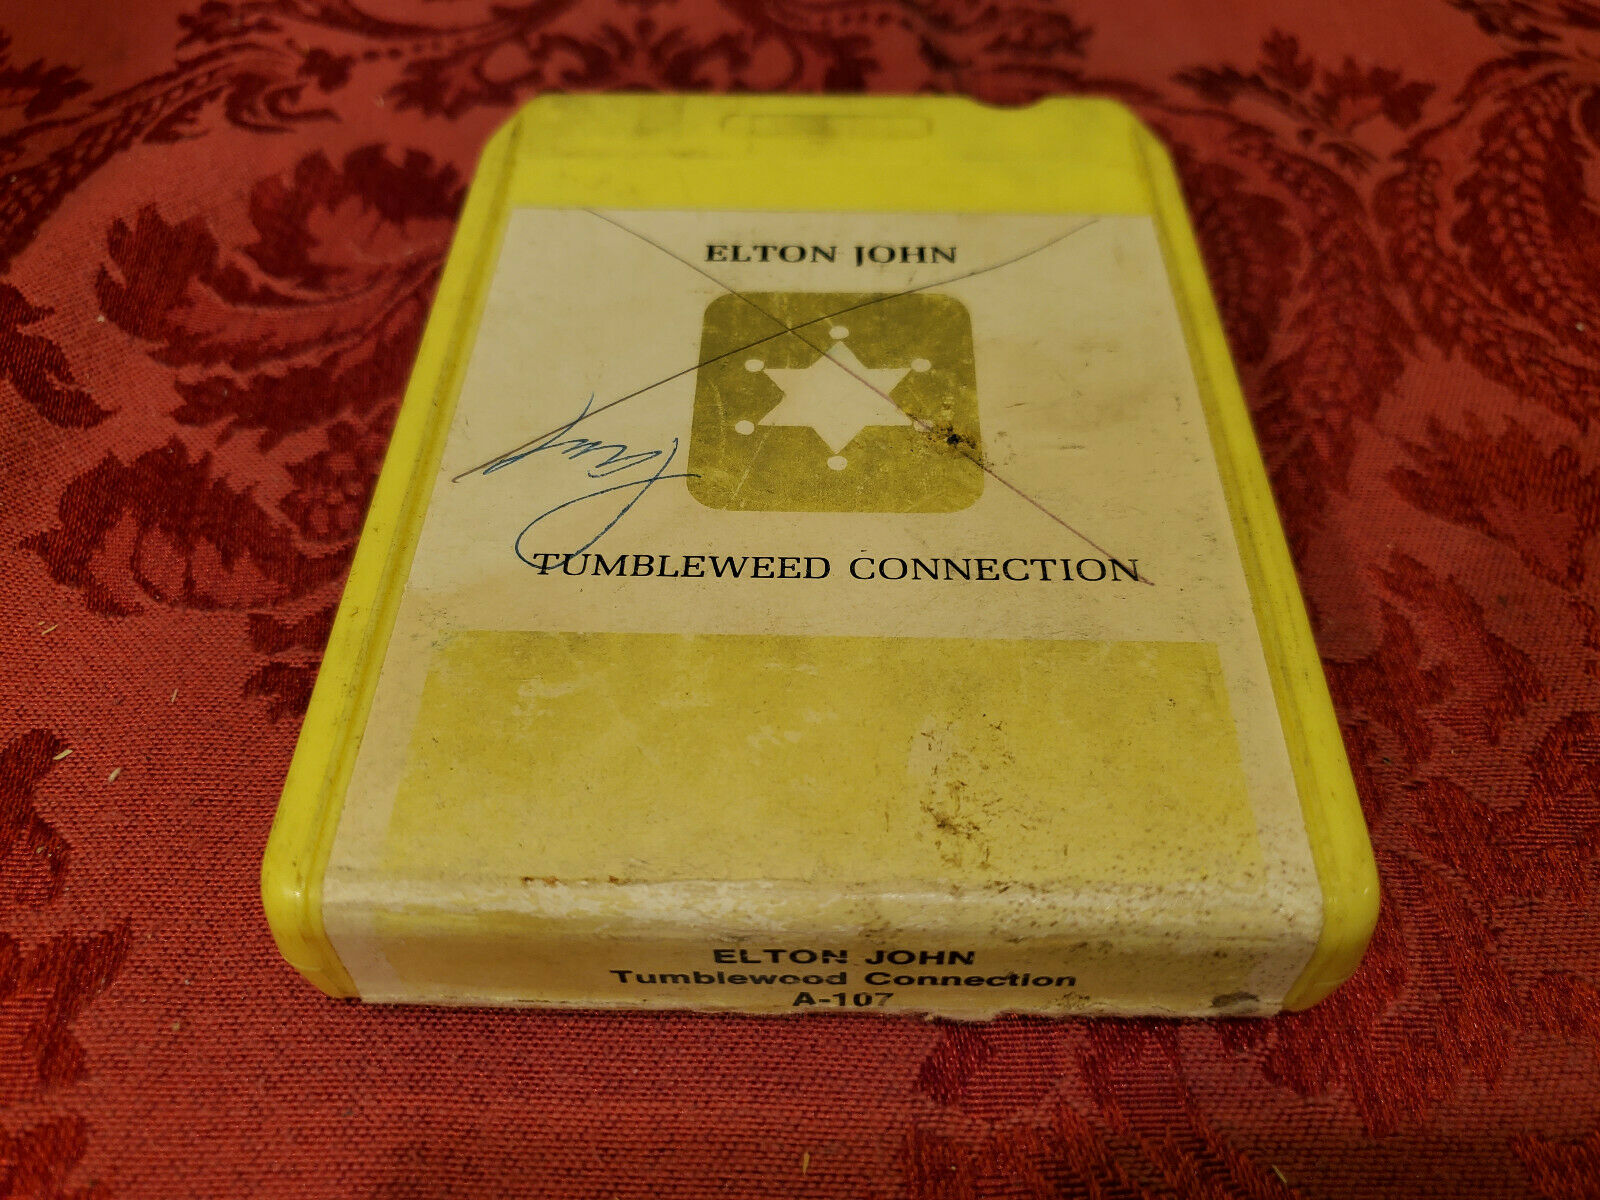 ELTON JOHN
TUMBLEWEED CONNECTION
ELTON JOHN
Tumblewood Connection
A-107